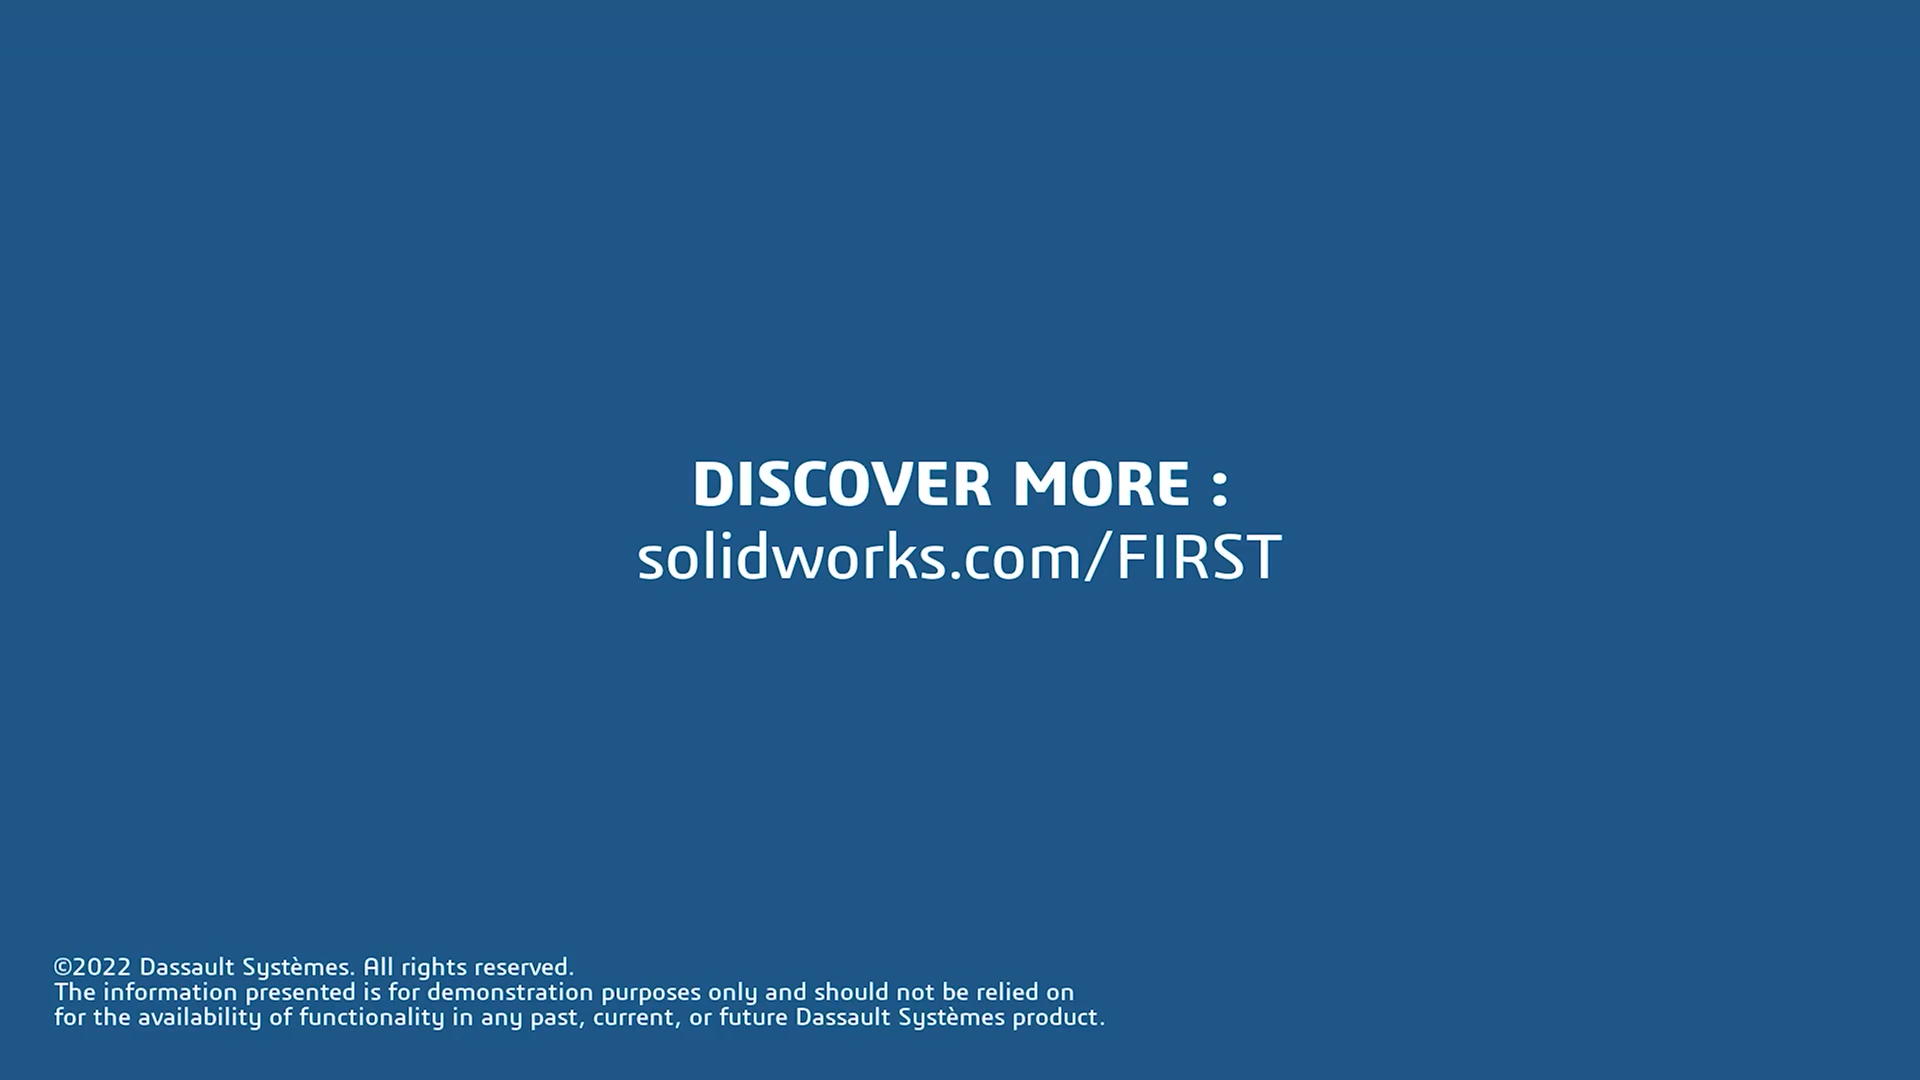 DISCOVER MORE :
solidworks.com/FIRST
©2022 Dassault Systèmes. All rights reserved.
The information presented is for demonstration purposes only and should not be relied on
for the availability of functionality in any past, current, or future Dassault Systèmes product.